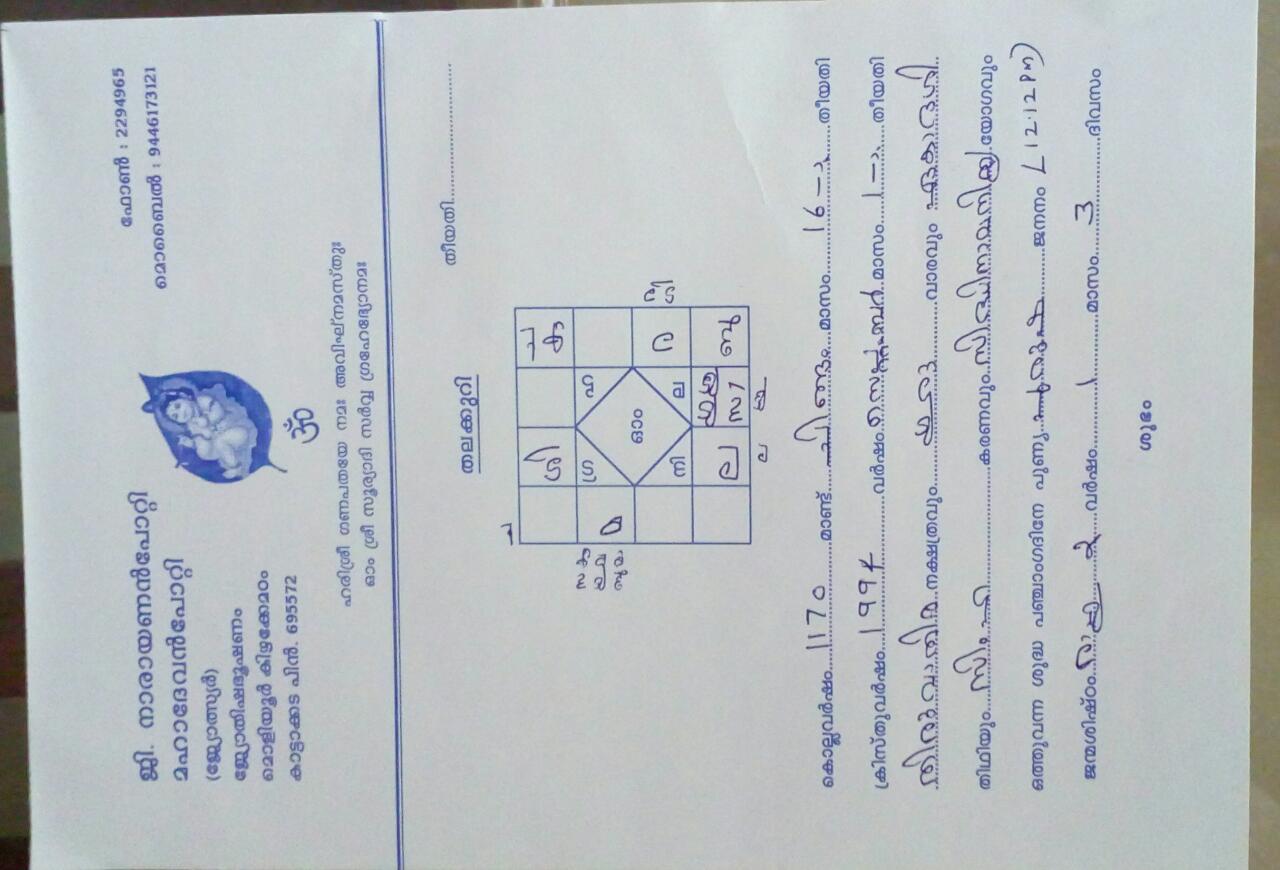 ജി. നാരായണൻപോറ്റി
മഹാദേവൻപോറ്റി
(ജ്യോത്സ്യർ)
ജ്യോതിഷഭൂഷണം
മൊളിയൂർ കിഴക്കേമഠം
കാട്ടാക്കട പിൻ. 695572
ഫോൺ : 2294965
മൊബൈൽ : 9446173121
ഹരിശ്രീ ഗണപതയേ നമഃ അവിഘ്നമസ്തുഃ
ഓം ശ്രീ സൂര്യാദി സർവ്വ ഗ്രഹേഭ്യോനമഃ
തിയതി
തലക്കുറി
ശി കു
ഗ്ര ഹ
മ ഓം ര
നി ല
ല ബു
കൊല്ലവർഷം 1170 മാണ്ട് ചിങ്ങം മാസം 16-ാം തീയതി
ക്രിസ്തുവർഷം 1994 വർഷം സെപ്റ്റംബർ മാസം 1-ാം തീയതി
തിരുവാതിര നക്ഷത്രവും വാരവും ഏകാദശി
തിഥിയും സിംഹ കരണവും യോഗവും
ഒത്തുവന്ന ശുദ്ധ പഞ്ചാംഗദിനേ പുണ്യ ജനനം (12.12 PM)
ജന്മശിഷ്ഠം രാഹു 2 വർഷം 1 മാസം 3 ദിവസം
ശുഭം